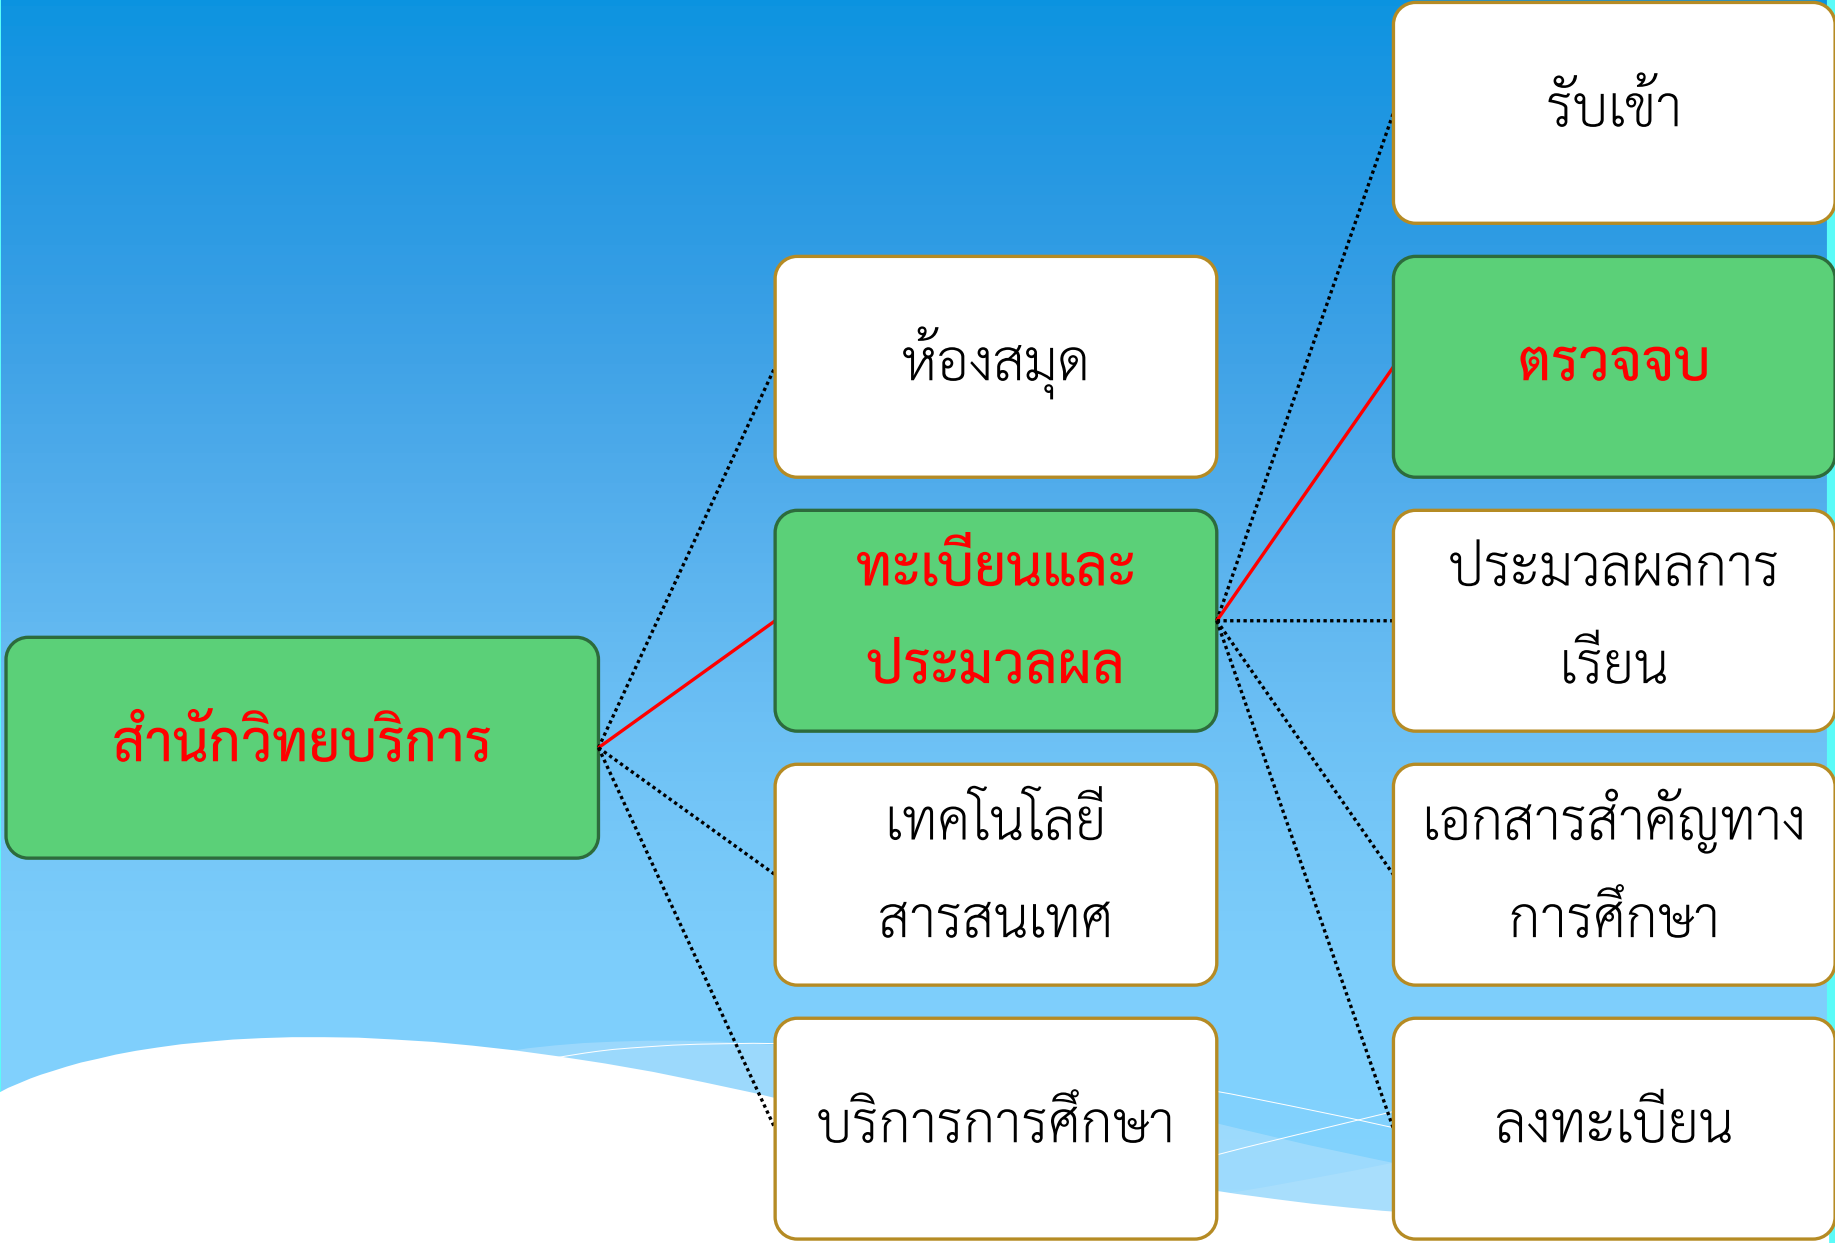 สำนักวิทยบริการ
ห้องสมุด
ทะเบียนและ
ประมวลผล
เทคโนโลยี
สารสนเทศ
บริการการศึกษา
รับเข้า
ตรวจจบ
ประมวลผลการ
เรียน
เอกสารสำคัญทาง
การศึกษา
ลงทะเบียน